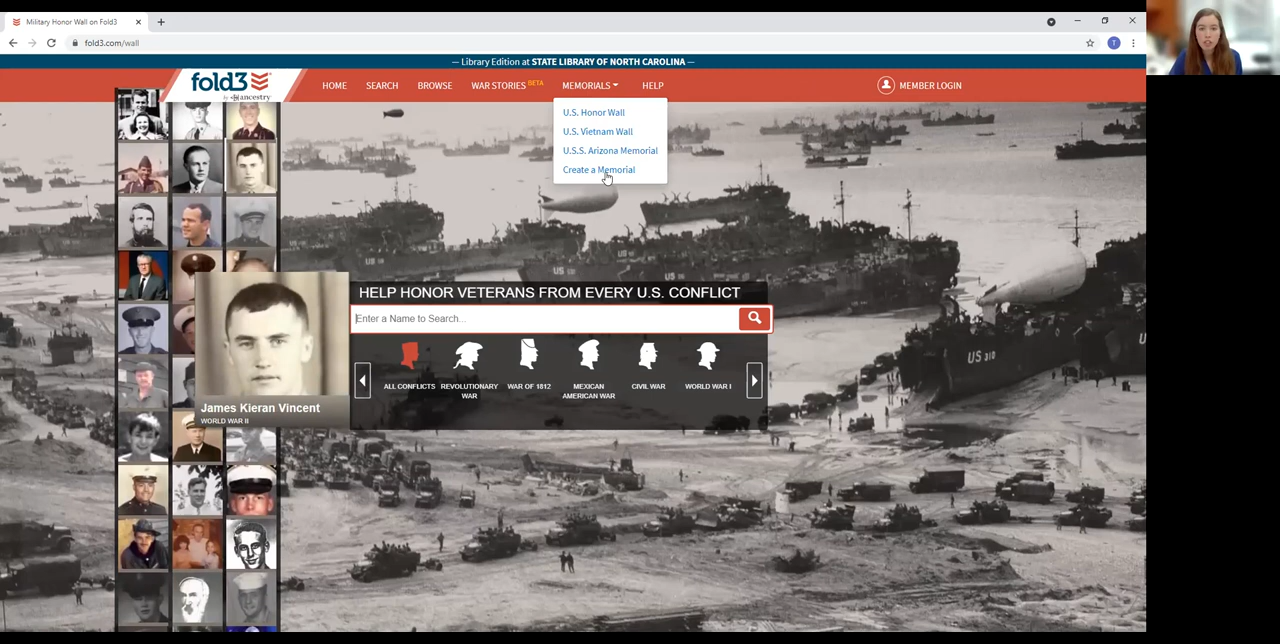 Military Honor Wall on Fold3
fold3.com/wall
T
— Library Edition at STATE LIBRARY OF NORTH CAROLINA —
fold3
by ancestry
HOME SEARCH BROWSE WAR STORIES BETA MEMORIALS HELP MEMBER LOGIN
U.S. Honor Wall
U.S. Vietnam Wall
U.S.S. Arizona Memorial
Create a Memorial
HELP HONOR VETERANS FROM EVERY U.S. CONFLICT
Enter a Name to Search...
ALL CONFLICTS
REVOLUTIONARY WAR
WAR OF 1812
MEXICAN AMERICAN WAR
CIVIL WAR
WORLD WAR I
James Kieran Vincent
WORLD WAR II
US 310